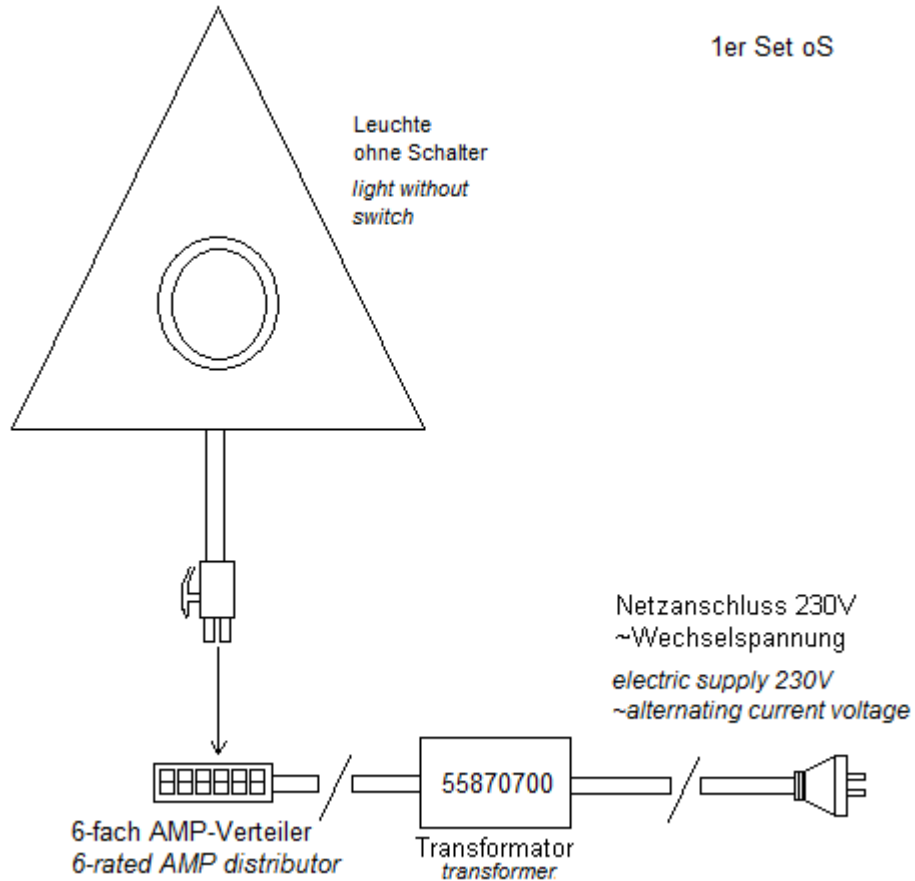 1er Set oS
Leuchte
ohne Schalter
light without
switch
Netzanschluss 230V
~Wechselspannung
electric supply 230V
~alternating current voltage
55870700
6-fach AMP-Verteiler
6-rated AMP distributor
Transformator
transformer